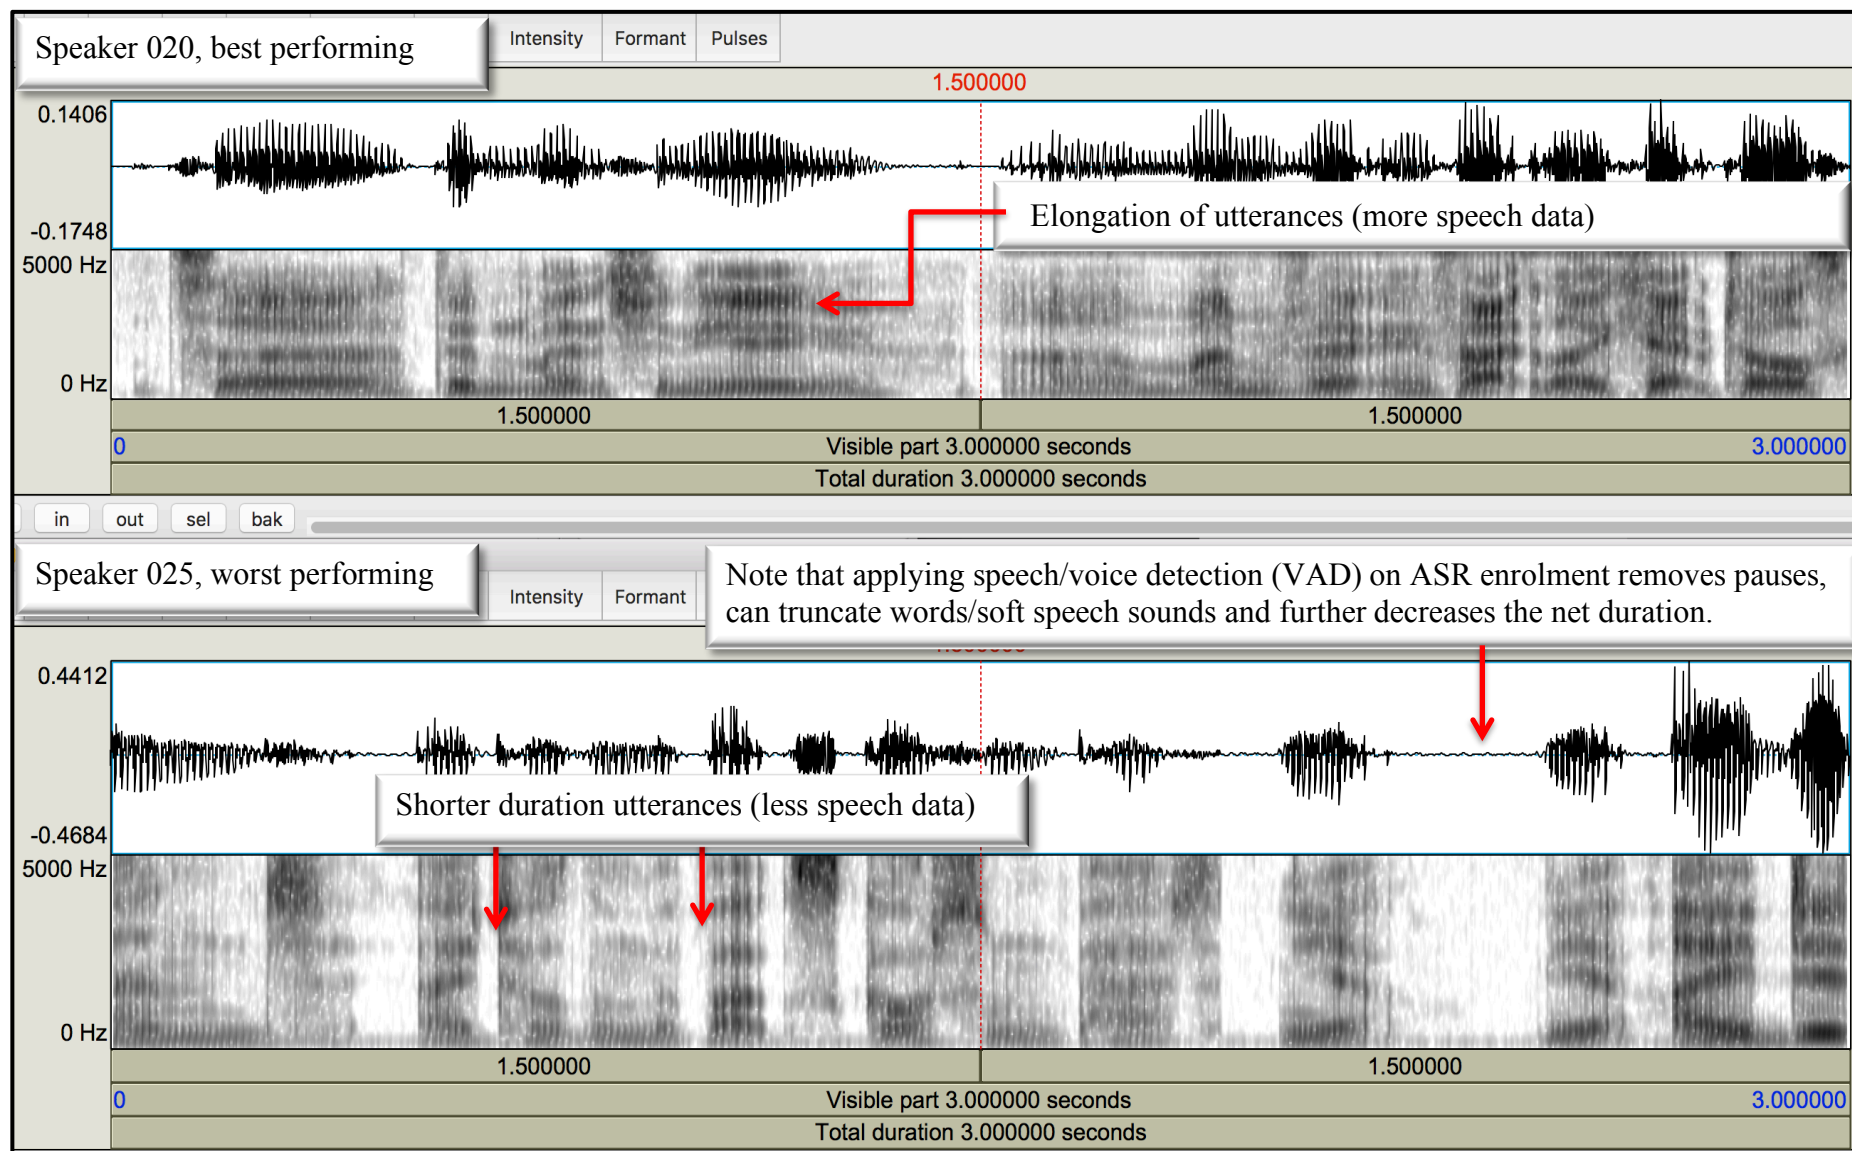 Speaker 020, best performing
Intensity Formant Pulses
1.500000
0.1406
-0.1748
Elongation of utterances (more speech data)
5000 Hz
0 Hz
1.500000 1.500000
0 Visible part 3.000000 seconds 3.000000
Total duration 3.000000 seconds
in out sel bak
Speaker 025, worst performing
Intensity Formant
Note that applying speech/voice detection (VAD) on ASR enrolment removes pauses,
can truncate words/soft speech sounds and further decreases the net duration.
0.4412
-0.4684
Shorter duration utterances (less speech data)
5000 Hz
0 Hz
1.500000 1.500000
0 Visible part 3.000000 seconds 3.000000
Total duration 3.000000 seconds